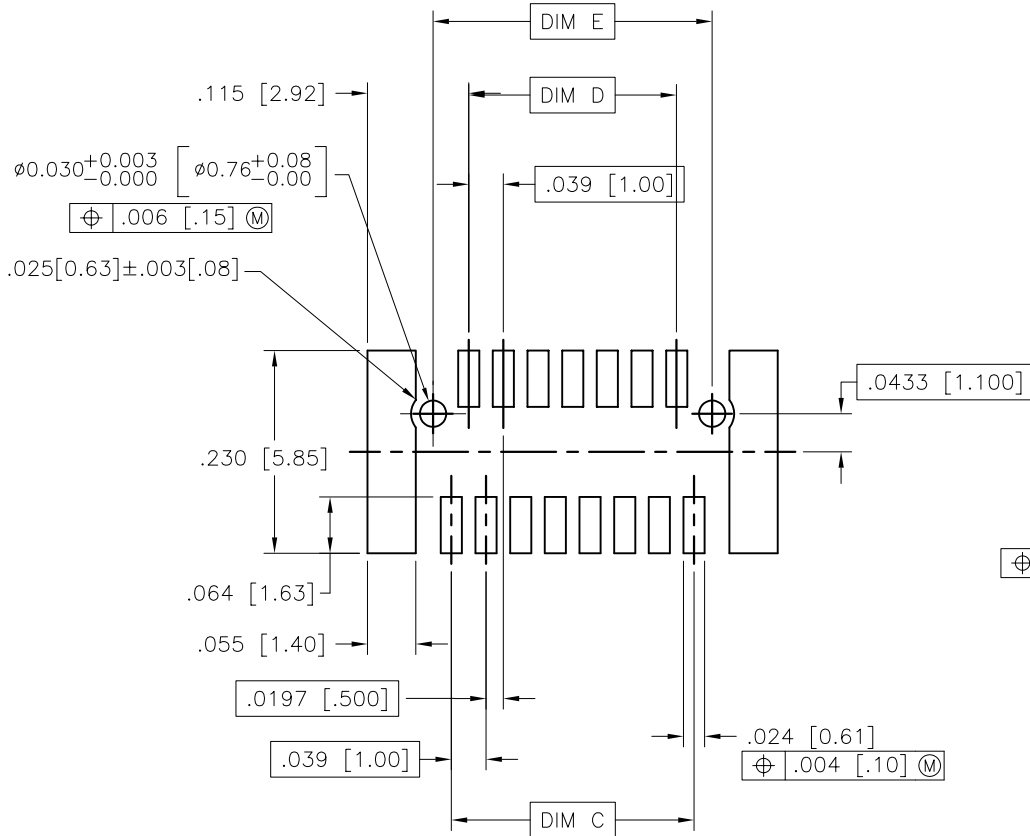 DIM E
.115 [2.92]
DIM D
⌀0.030 +0.003 -0.000 [⌀0.76 +0.08 -0.00]
.039 [1.00]
⌖ .006 [.15] Ⓜ
.025[0.63]±.003[.08]
.0433 [1.100]
.230 [5.85]
⌖
.064 [1.63]
.055 [1.40]
.0197 [.500]
.024 [0.61]
.039 [1.00]
⌖ .004 [.10] Ⓜ
DIM C